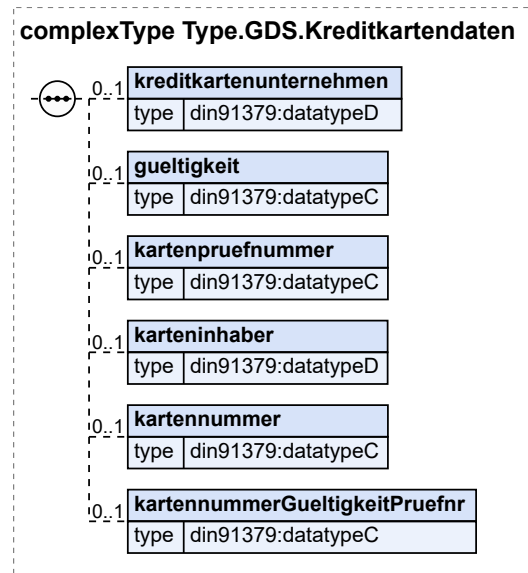 complexType Type.GDS.Kreditkartendaten
0..1 kreditkartenunternehmen
type din91379:datatypeD
0..1 gueltigkeit
type din91379:datatypeC
0..1 kartenpruefnummer
type din91379:datatypeC
0..1 karteninhaber
type din91379:datatypeD
0..1 kartennummer
type din91379:datatypeC
0..1 kartennummerGueltigkeitPruefnr
type din91379:datatypeC